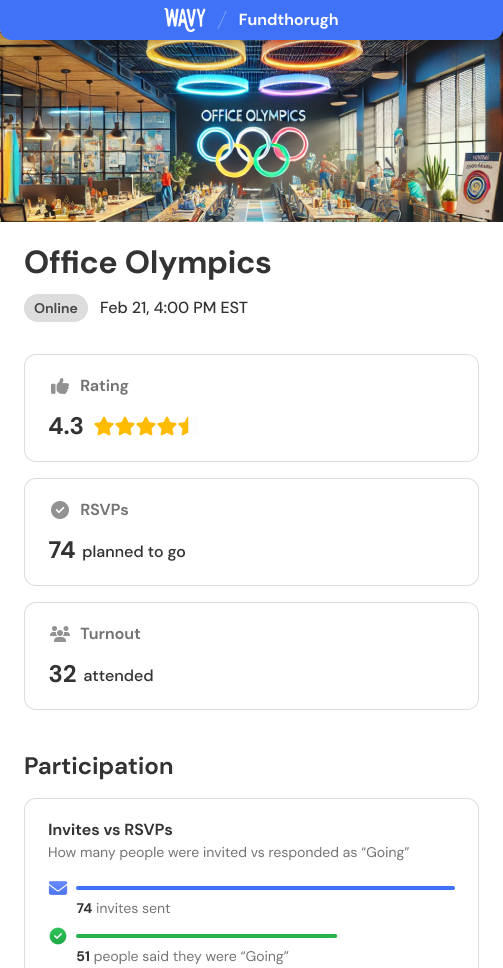 WAVY / Fundthorugh
OFFICE OLYMPICS
Office Olympics
Online Feb 21, 4:00 PM EST
Rating
4.3
RSVPs
74 planned to go
Turnout
32 attended
Participation
Invites vs RSVPs
How many people were invited vs responded as “Going”
74 invites sent
51 people said they were “Going”